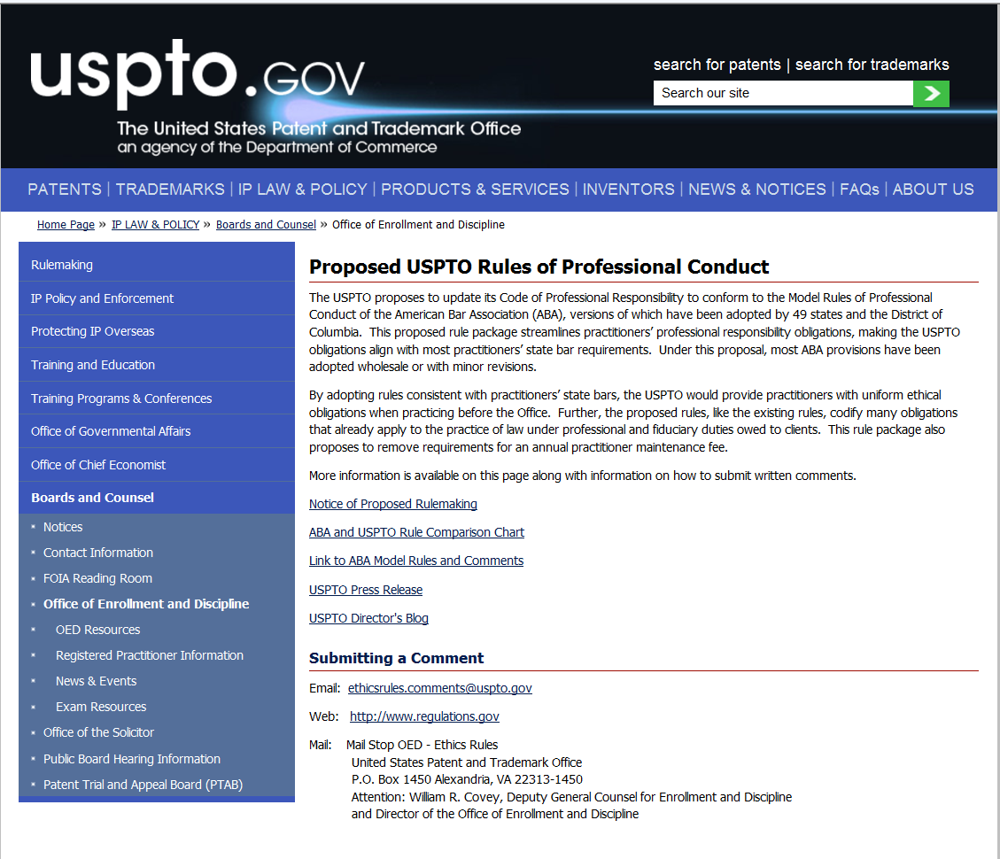 uspto.GOV
The United States Patent and Trademark Office
an agency of the Department of Commerce
search for patents | search for trademarks
Search our site
PATENTS | TRADEMARKS | IP LAW & POLICY | PRODUCTS & SERVICES | INVENTORS | NEWS & NOTICES | FAQs | ABOUT US
Home Page » IP LAW & POLICY » Boards and Counsel » Office of Enrollment and Discipline
Rulemaking
IP Policy and Enforcement
Protecting IP Overseas
Training and Education
Training Programs & Conferences
Office of Governmental Affairs
Office of Chief Economist
Boards and Counsel
Notices
Contact Information
FOIA Reading Room
Office of Enrollment and Discipline
OED Resources
Registered Practitioner Information
News & Events
Exam Resources
Office of the Solicitor
Public Board Hearing Information
Patent Trial and Appeal Board (PTAB)
Proposed USPTO Rules of Professional Conduct
The USPTO proposes to update its Code of Professional Responsibility to conform to the Model Rules of Professional
Conduct of the American Bar Association (ABA), versions of which have been adopted by 49 states and the District of
Columbia. This proposed rule package streamlines practitioners’ professional responsibility obligations, making the USPTO
obligations align with most practitioners’ state bar requirements. Under this proposal, most ABA provisions have been
adopted wholesale or with minor revisions.
By adopting rules consistent with practitioners’ state bars, the USPTO would provide practitioners with uniform ethical
obligations when practicing before the Office. Further, the proposed rules, like the existing rules, codify many obligations
that already apply to the practice of law under professional and fiduciary duties owed to clients. This rule package also
proposes to remove requirements for an annual practitioner maintenance fee.
More information is available on this page along with information on how to submit written comments.
Notice of Proposed Rulemaking
ABA and USPTO Rule Comparison Chart
Link to ABA Model Rules and Comments
USPTO Press Release
USPTO Director's Blog
Submitting a Comment
Email: ethicsrules.comments@uspto.gov
Web: http://www.regulations.gov
Mail: Mail Stop OED - Ethics Rules
United States Patent and Trademark Office
P.O. Box 1450 Alexandria, VA 22313-1450
Attention: William R. Covey, Deputy General Counsel for Enrollment and Discipline
and Director of the Office of Enrollment and Discipline